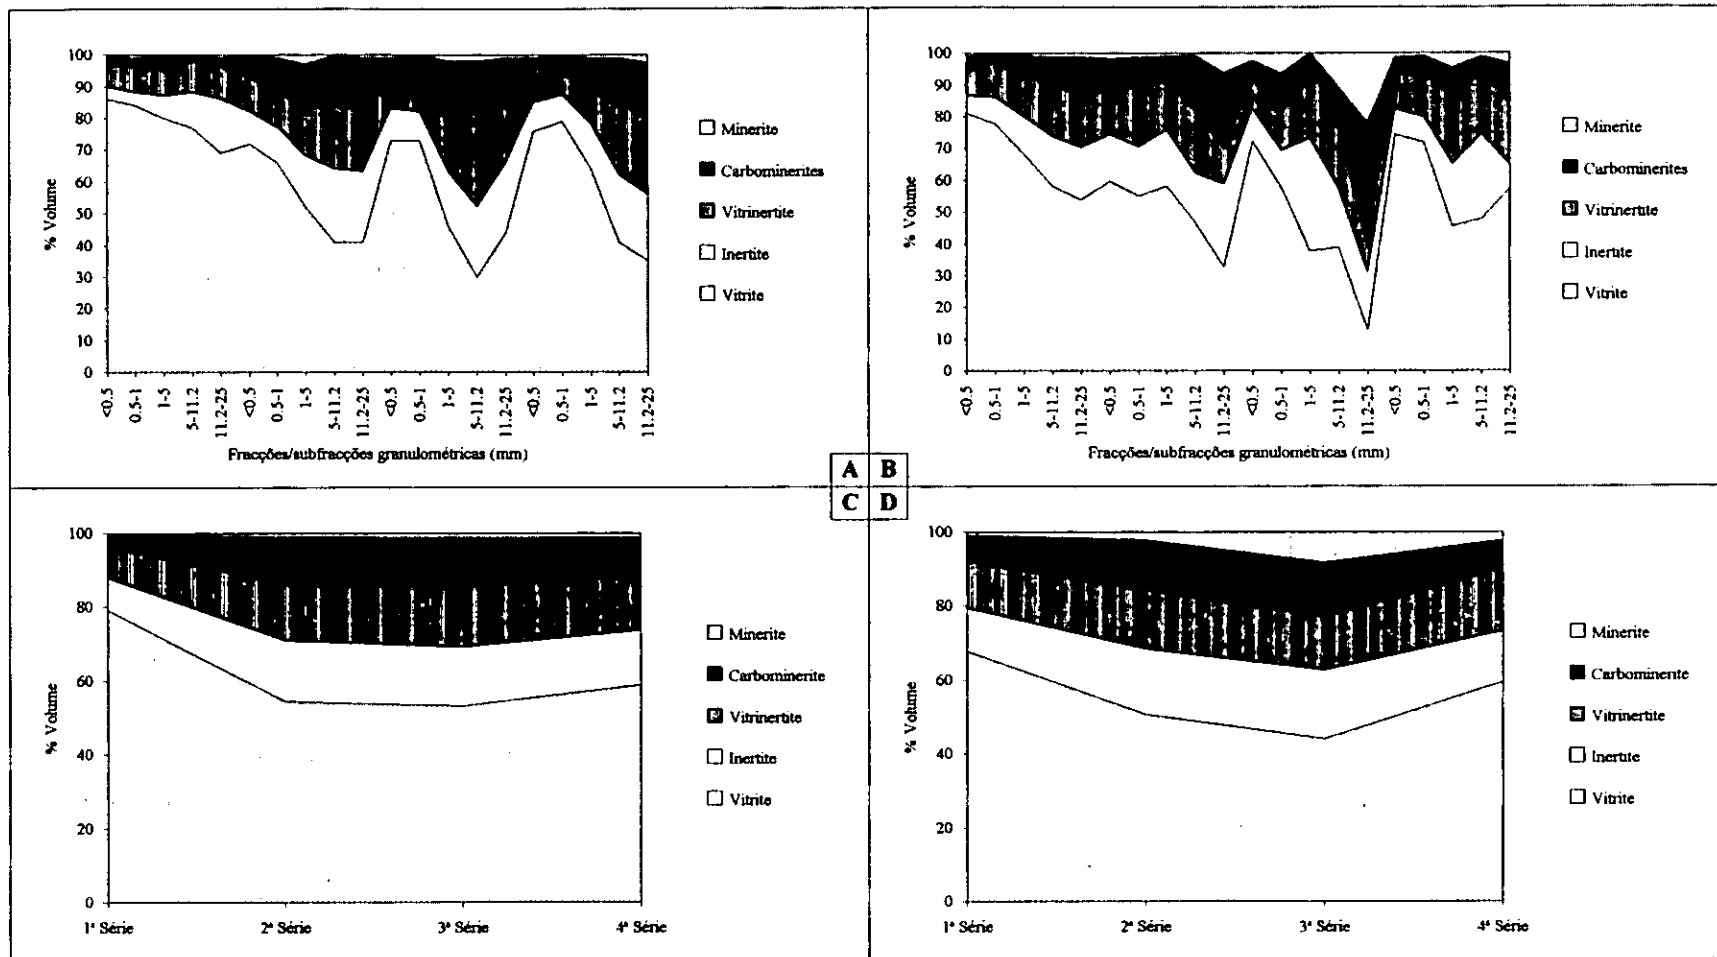 100
90
80
70
60
50
40
30
20
10
0
% Volume
<0.5
0.5-1
1-5
5-11.2
11.2-25
<0.5
0.5-1
1-5
5-11.2
11.2-25
<0.5
0.5-1
1-5
5-11.2
11.2-25
<0.5
0.5-1
1-5
5-11.2
11.2-25
Fracções/subfracções granulométricas (mm)
Minerite
Carbominerites
Vitrinertite
Inertite
Vitrite
100
90
80
70
60
50
40
30
20
10
0
% Volume
<0.5
0.5-1
1-5
5-11.2
11.2-25
<0.5
0.5-1
1-5
5-11.2
11.2-25
<0.5
0.5-1
1-5
5-11.2
11.2-25
<0.5
0.5-1
1-5
5-11.2
11.2-25
Fracções/subfracções granulométricas (mm)
Minerite
Carbominerites
Vitrinertite
Inertite
Vitrite
A B
C D
100
80
60
40
20
0
% Volume
1ª Série 2ª Série 3ª Série 4ª Série
Minerite
Carbominerite
Vitrinertite
Inertite
Vitrite
100
80
60
40
20
0
% Volume
1ª Série 2ª Série 3ª Série 4ª Série
Minerite
Carbominerite
Vitrinertite
Inertite
Vitrite